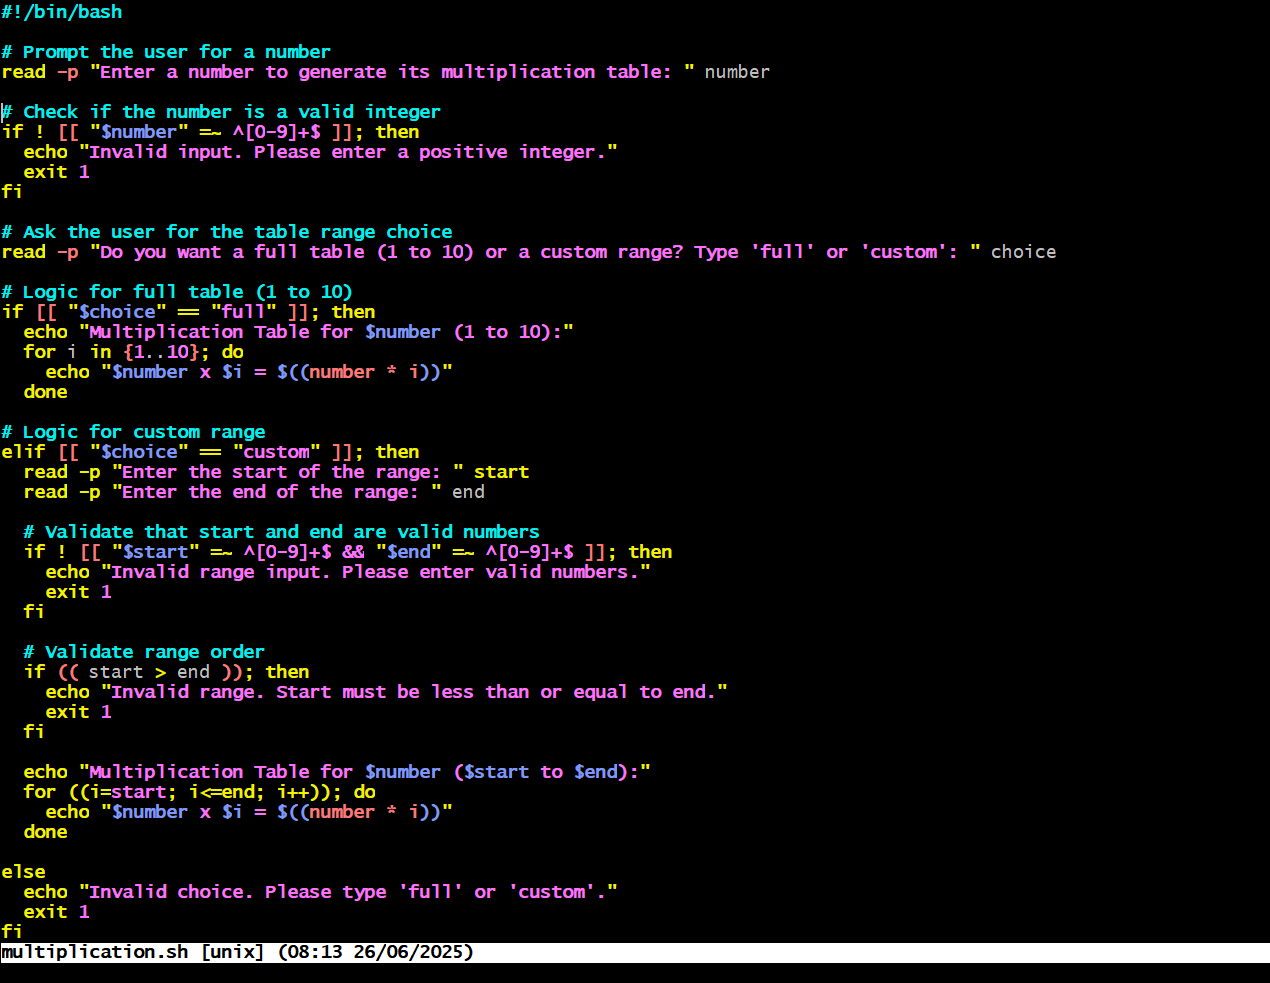 #!/bin/bash

# Prompt the user for a number
read -p "Enter a number to generate its multiplication table: " number

# Check if the number is a valid integer
if ! [[ "$number" =~ ^[0-9]+$ ]]; then
  echo "Invalid input. Please enter a positive integer."
  exit 1
fi

# Ask the user for the table range choice
read -p "Do you want a full table (1 to 10) or a custom range? Type 'full' or 'custom': " choice

# Logic for full table (1 to 10)
if [[ "$choice" == "full" ]]; then
  echo "Multiplication Table for $number (1 to 10):"
  for i in {1..10}; do
    echo "$number x $i = $((number * i))"
  done

# Logic for custom range
elif [[ "$choice" == "custom" ]]; then
  read -p "Enter the start of the range: " start
  read -p "Enter the end of the range: " end

  # Validate that start and end are valid numbers
  if ! [[ "$start" =~ ^[0-9]+$ && "$end" =~ ^[0-9]+$ ]]; then
    echo "Invalid range input. Please enter valid numbers."
    exit 1
  fi

  # Validate range order
  if (( start > end )); then
    echo "Invalid range. Start must be less than or equal to end."
    exit 1
  fi

  echo "Multiplication Table for $number ($start to $end):"
  for ((i=start; i<=end; i++)); do
    echo "$number x $i = $((number * i))"
  done

else
  echo "Invalid choice. Please type 'full' or 'custom'."
  exit 1
fi
multiplication.sh [unix] (08:13 26/06/2025)